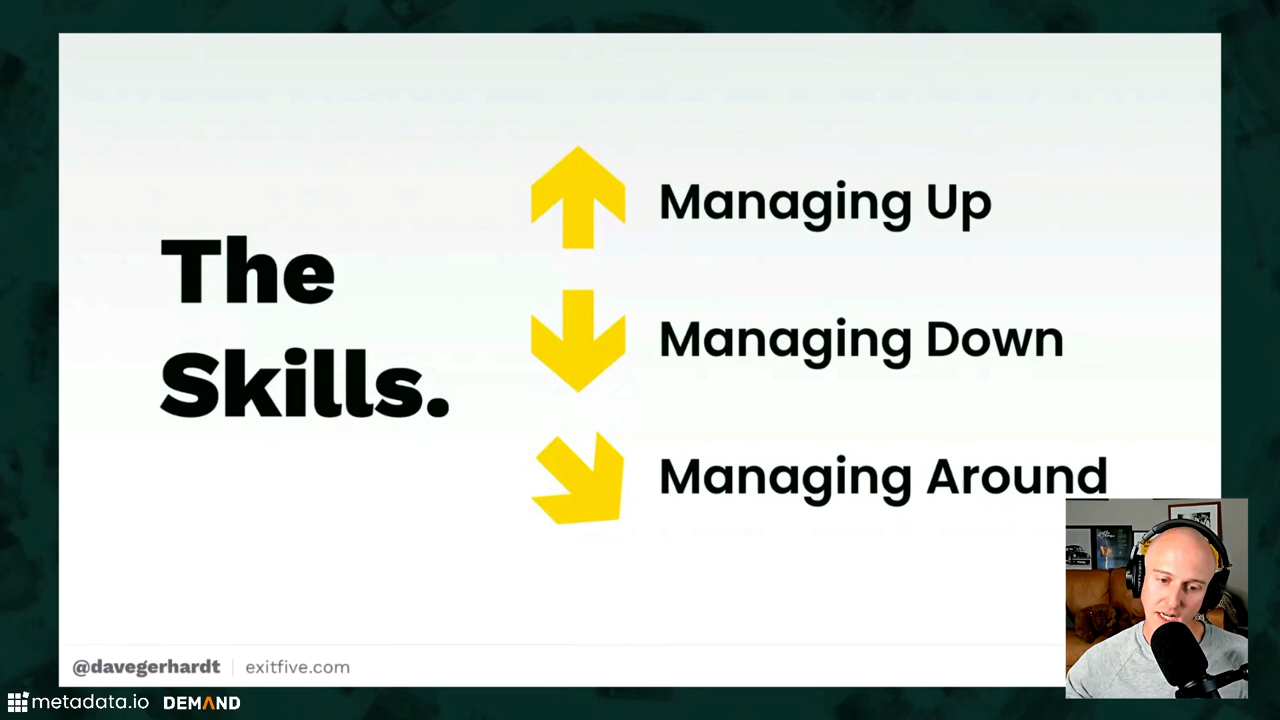 The
Skills.
Managing Up
Managing Down
Managing Around
@davegerhardt | exitfive.com
metadata.io DEMAND